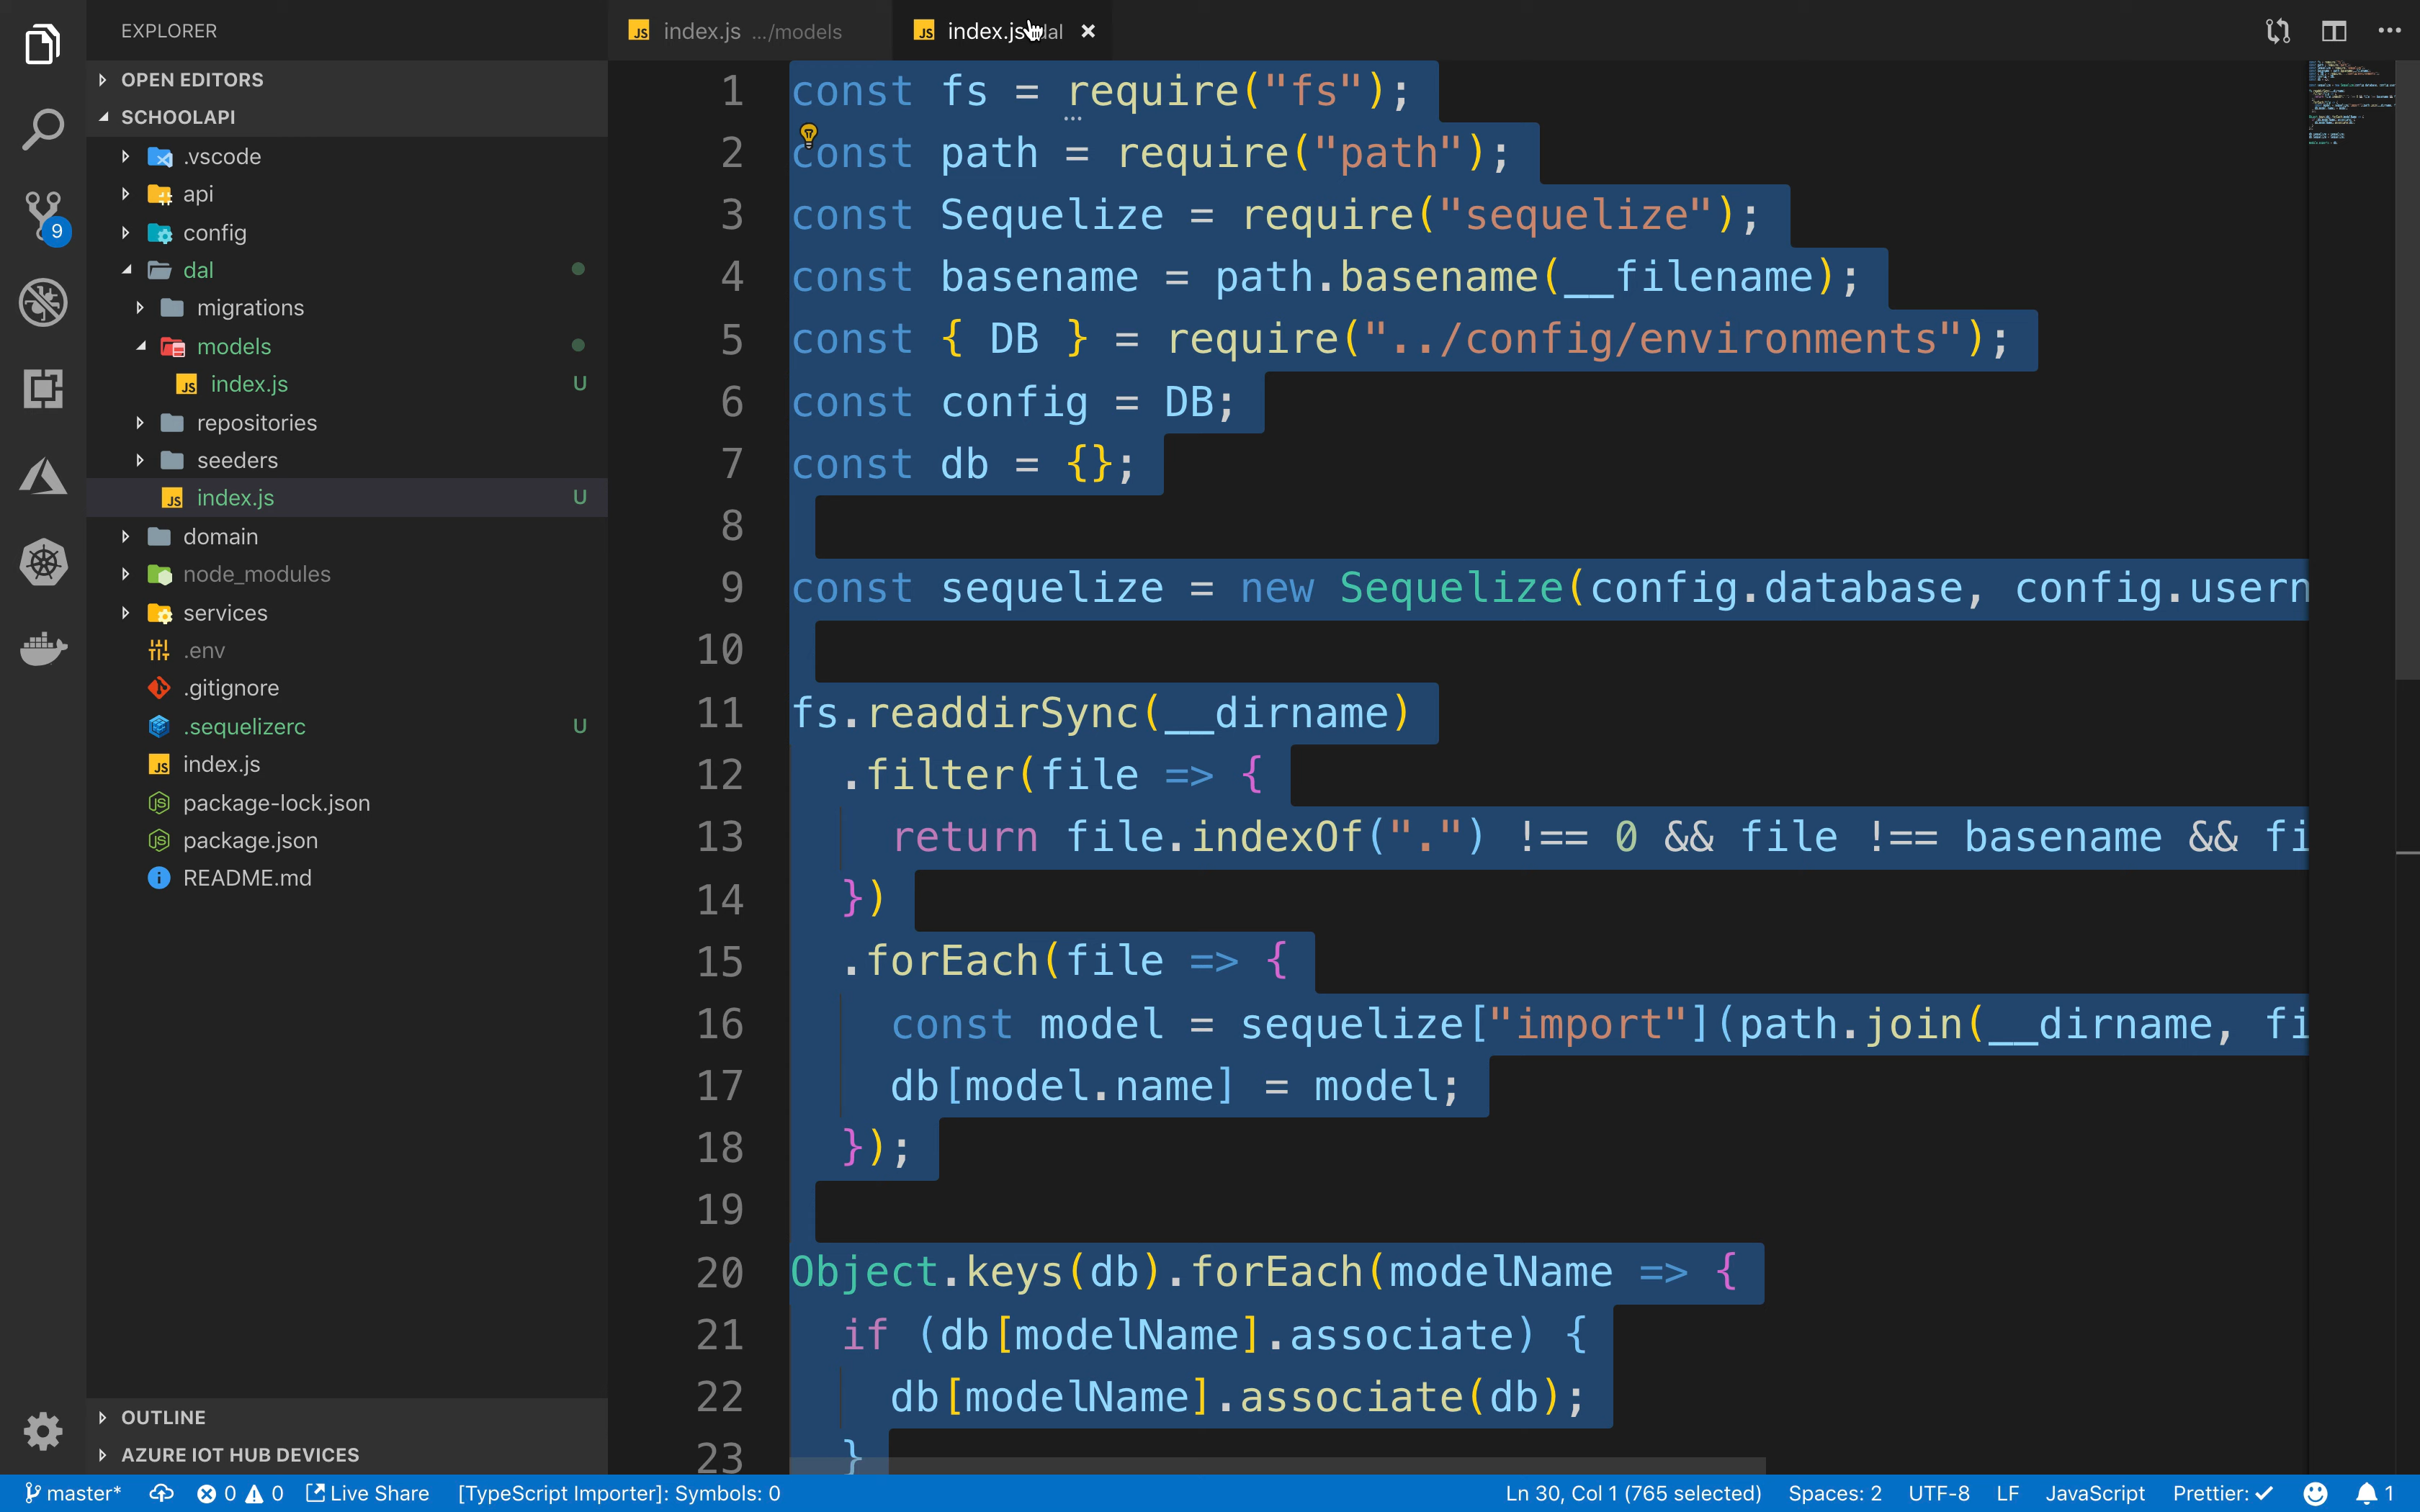 EXPLORER
OPEN EDITORS
SCHOOLAPI
.vscode
api
config
dal
migrations
models
index.js U
repositories
seeders
index.js U
domain
node_modules
services
.env
.gitignore
.sequelizerc U
index.js
package-lock.json
package.json
README.md
OUTLINE
AZURE IOT HUB DEVICES
9
index.js .../models
index.js dal
1 const fs = require("fs");
2 const path = require("path");
3 const Sequelize = require("sequelize");
4 const basename = path.basename(__filename);
5 const { DB } = require("../config/environments");
6 const config = DB;
7 const db = {};
8
9 const sequelize = new Sequelize(config.database, config.usern
10
11 fs.readdirSync(__dirname)
12 .filter(file => {
13 return file.indexOf(".") !== 0 && file !== basename && fi
14 })
15 .forEach(file => {
16 const model = sequelize["import"](path.join(__dirname, fi
17 db[model.name] = model;
18 });
19
20 Object.keys(db).forEach(modelName => {
21 if (db[modelName].associate) {
22 db[modelName].associate(db);
23 }
master* 0 0 Live Share [TypeScript Importer]: Symbols: 0 Ln 30, Col 1 (765 selected) Spaces: 2 UTF-8 LF JavaScript Prettier: ✓ 1